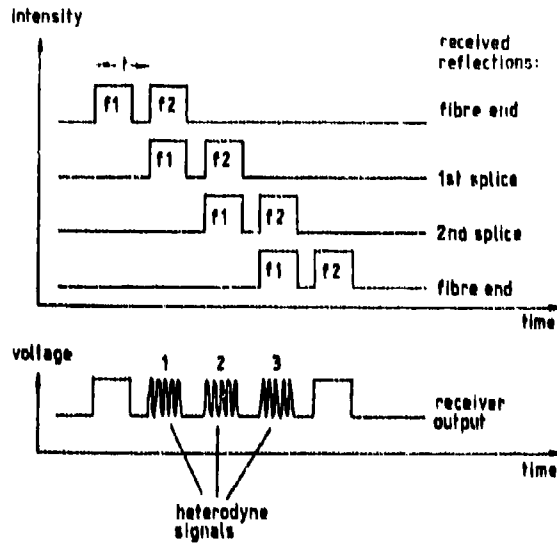 intensity
received
reflections:
t
f1 f2
fibre end
f1 f2
1st splice
f1 f2
2nd splice
f1 f2
fibre end
time
voltage
1 2 3
receiver
output
time
heterodyne
signals